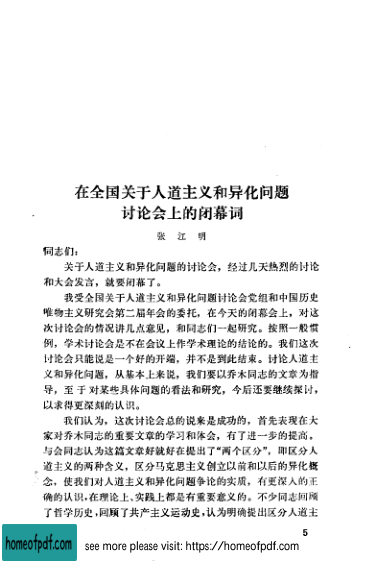 在全国关于人道主义和异化问题
讨论会上的闭幕词
张江明
同志们：
关于人道主义和异化问题的讨论会，经过几天热烈的讨论
和大会发言，就要闭幕了。
我受全国关于人道主义和异化问题讨论会党组和中国历史
唯物主义研究会第二届年会的委托，在今天的闭幕会上，对这
次讨论会的情况讲几点意见，和同志们一起研究。按照一般惯
例，学术讨论会是不在会议上作学术理论的结论的。我们这次
讨论会只能说是一个好的开端，并不是到此结束。讨论人道主
义和异化问题，从基本上来说，我们要以乔木同志的文章为指
导，至于对某些具体问题的看法和研究，今后还要继续探讨，
以求得更深刻的认识。
我们认为，这次讨论会总的说来是成功的，首先表现在大
家对乔木同志的重要文章的学习和体会，有了进一步的提高。
与会同志认为这篇文章好就好在提出了“两个区分”，即区分人
道主义的两种含义，区分马克思主义创立以前和以后的异化概
念，使我们对人道主义和异化问题争论的实质，有更深入的正
确的认识，在理论上、实践上都是有重要意义的。不少同志回顾
了哲学历史，回顾了共产主义运动史，认为明确提出区分人道主
5
homeofpdf.com
see more please visit: https://homeofpdf.com